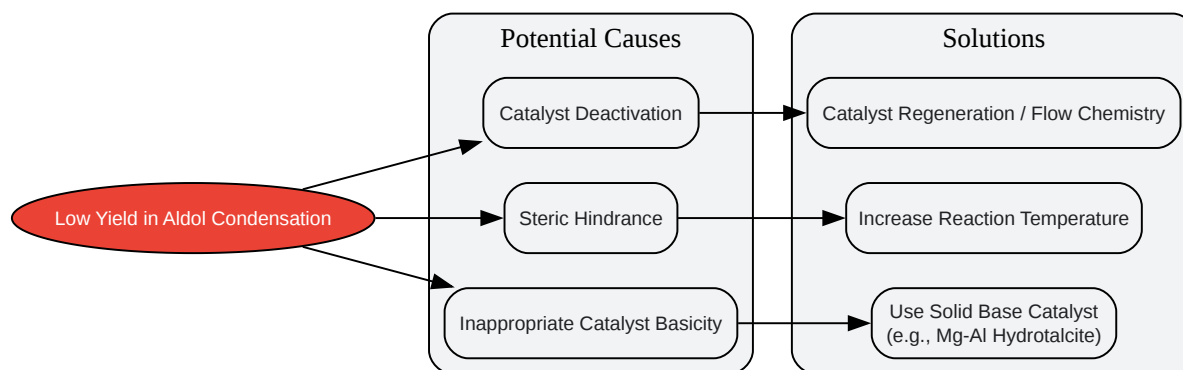 Potential Causes
Solutions
Catalyst Deactivation
Catalyst Regeneration / Flow Chemistry
Low Yield in Aldol Condensation
Steric Hindrance
Increase Reaction Temperature
Inappropriate Catalyst Basicity
Use Solid Base Catalyst
(e.g., Mg-Al Hydrotalcite)